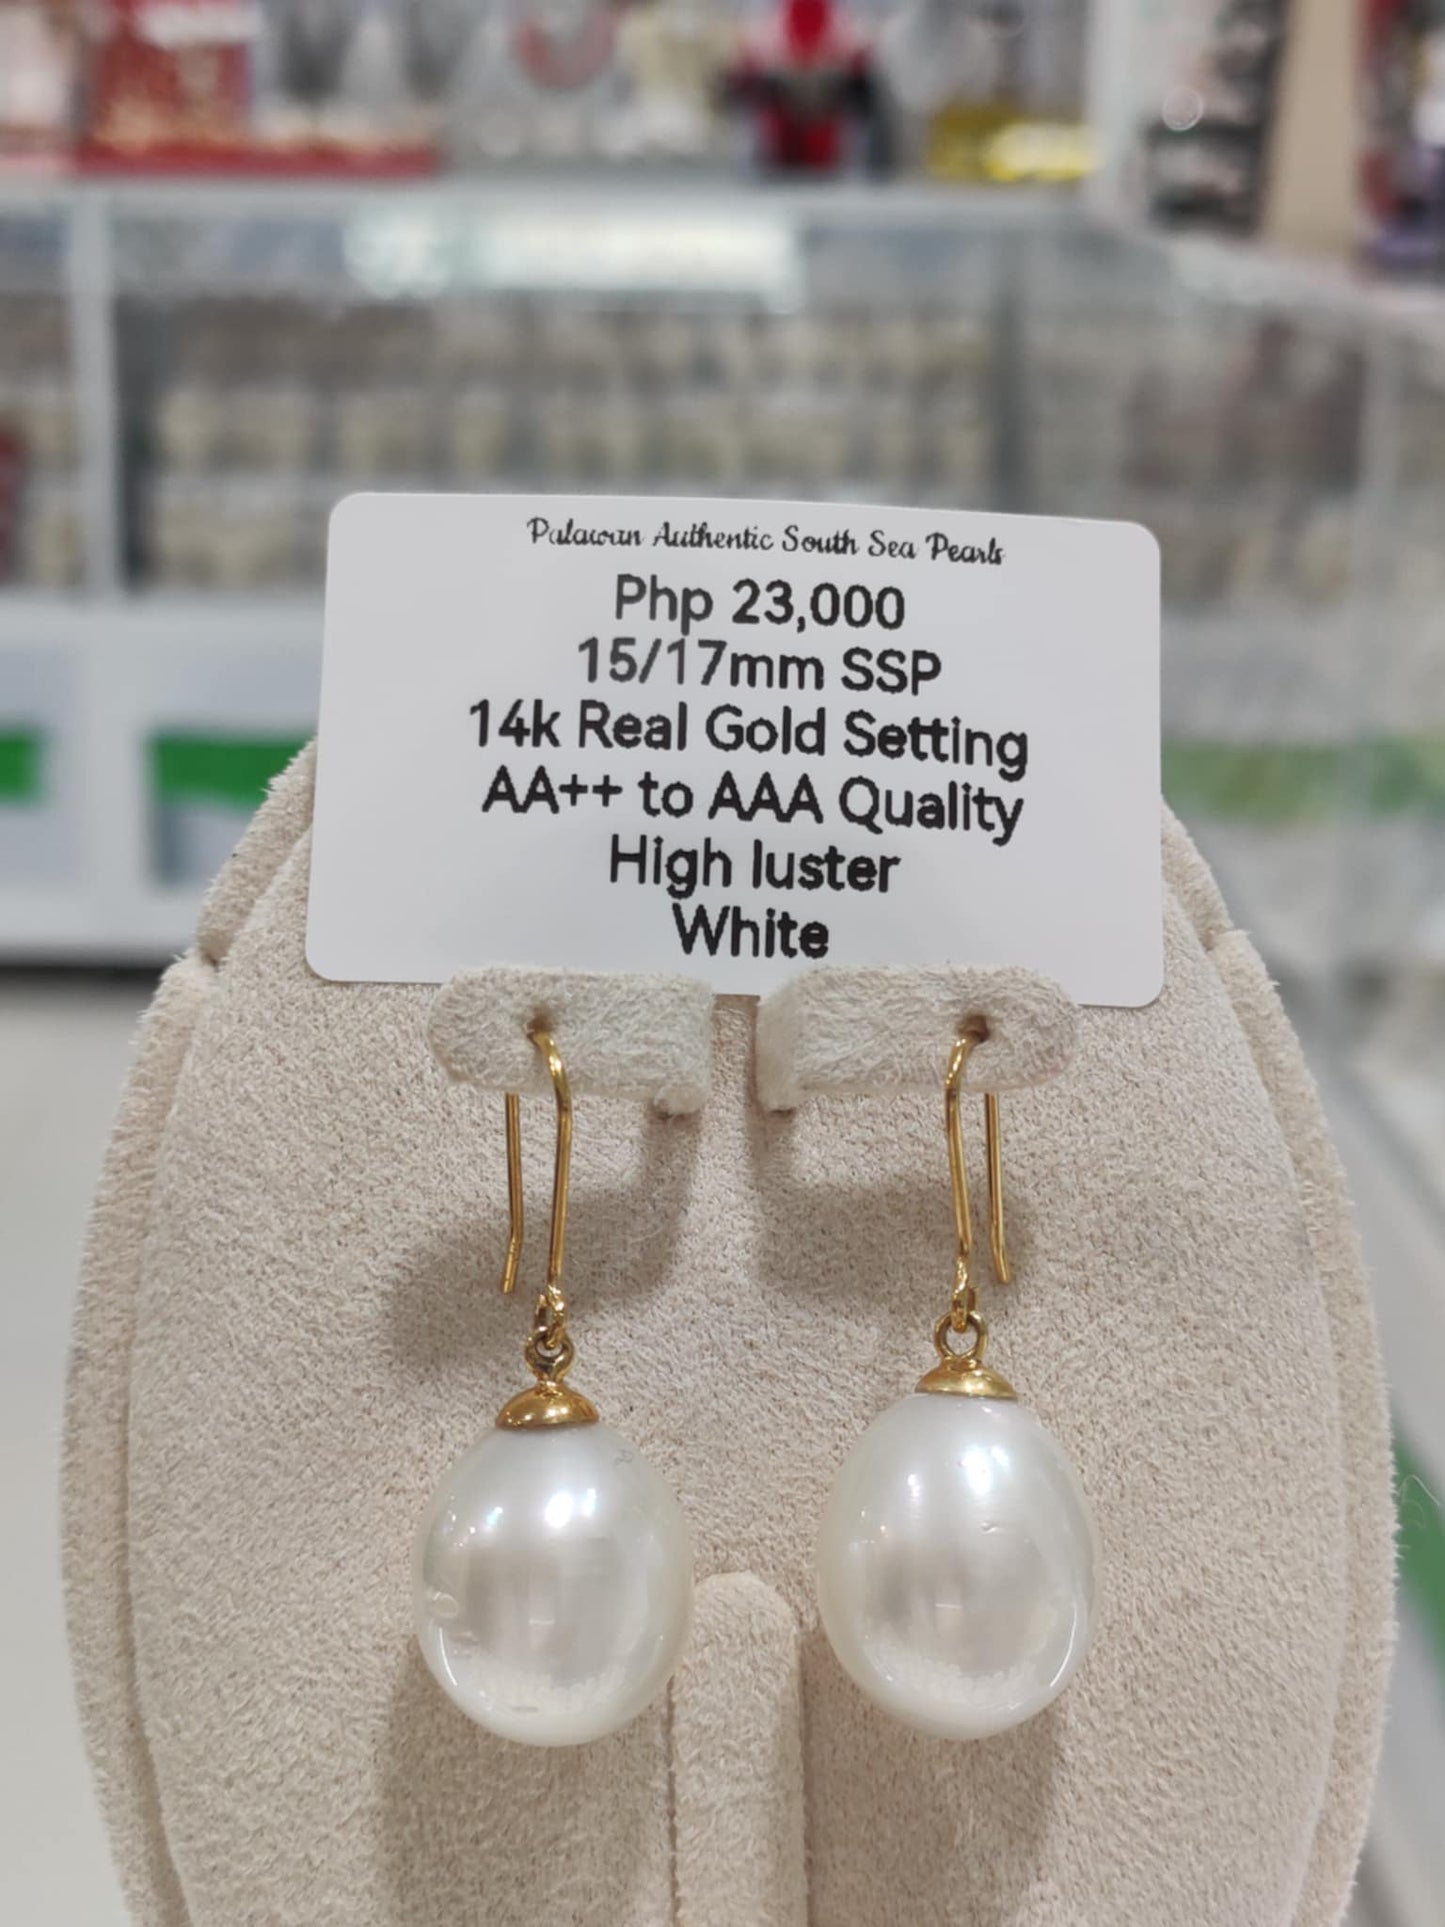 Palawan Authentic South Sea Pearls
Php 23,000
15/17mm SSP
14k Real Gold Setting
AA++ to AAA Quality
High luster
White